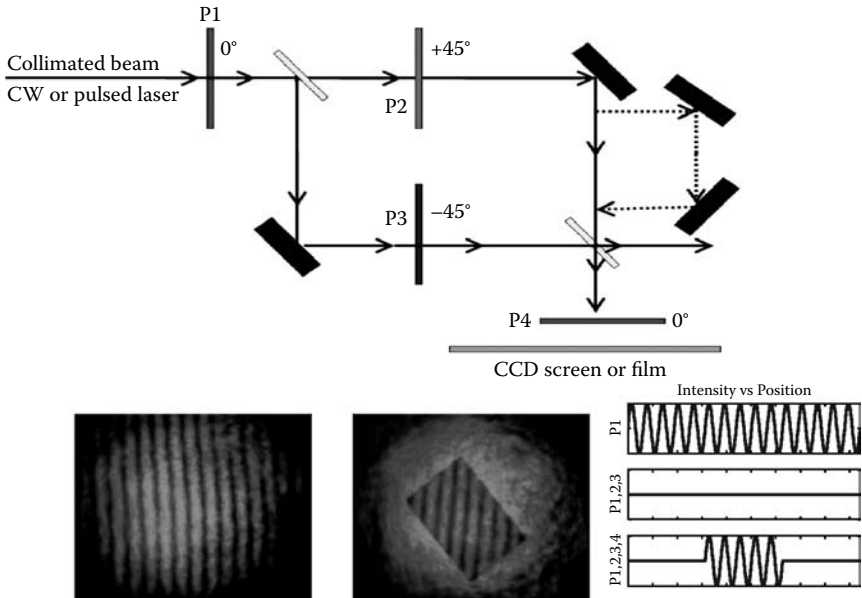 P1
0°
+45°
Collimated beam
CW or pulsed laser
P2
P3
−45°
P4
0°
CCD screen or film
Intensity vs Position
P1
P1,2,3
P1,2,3,4